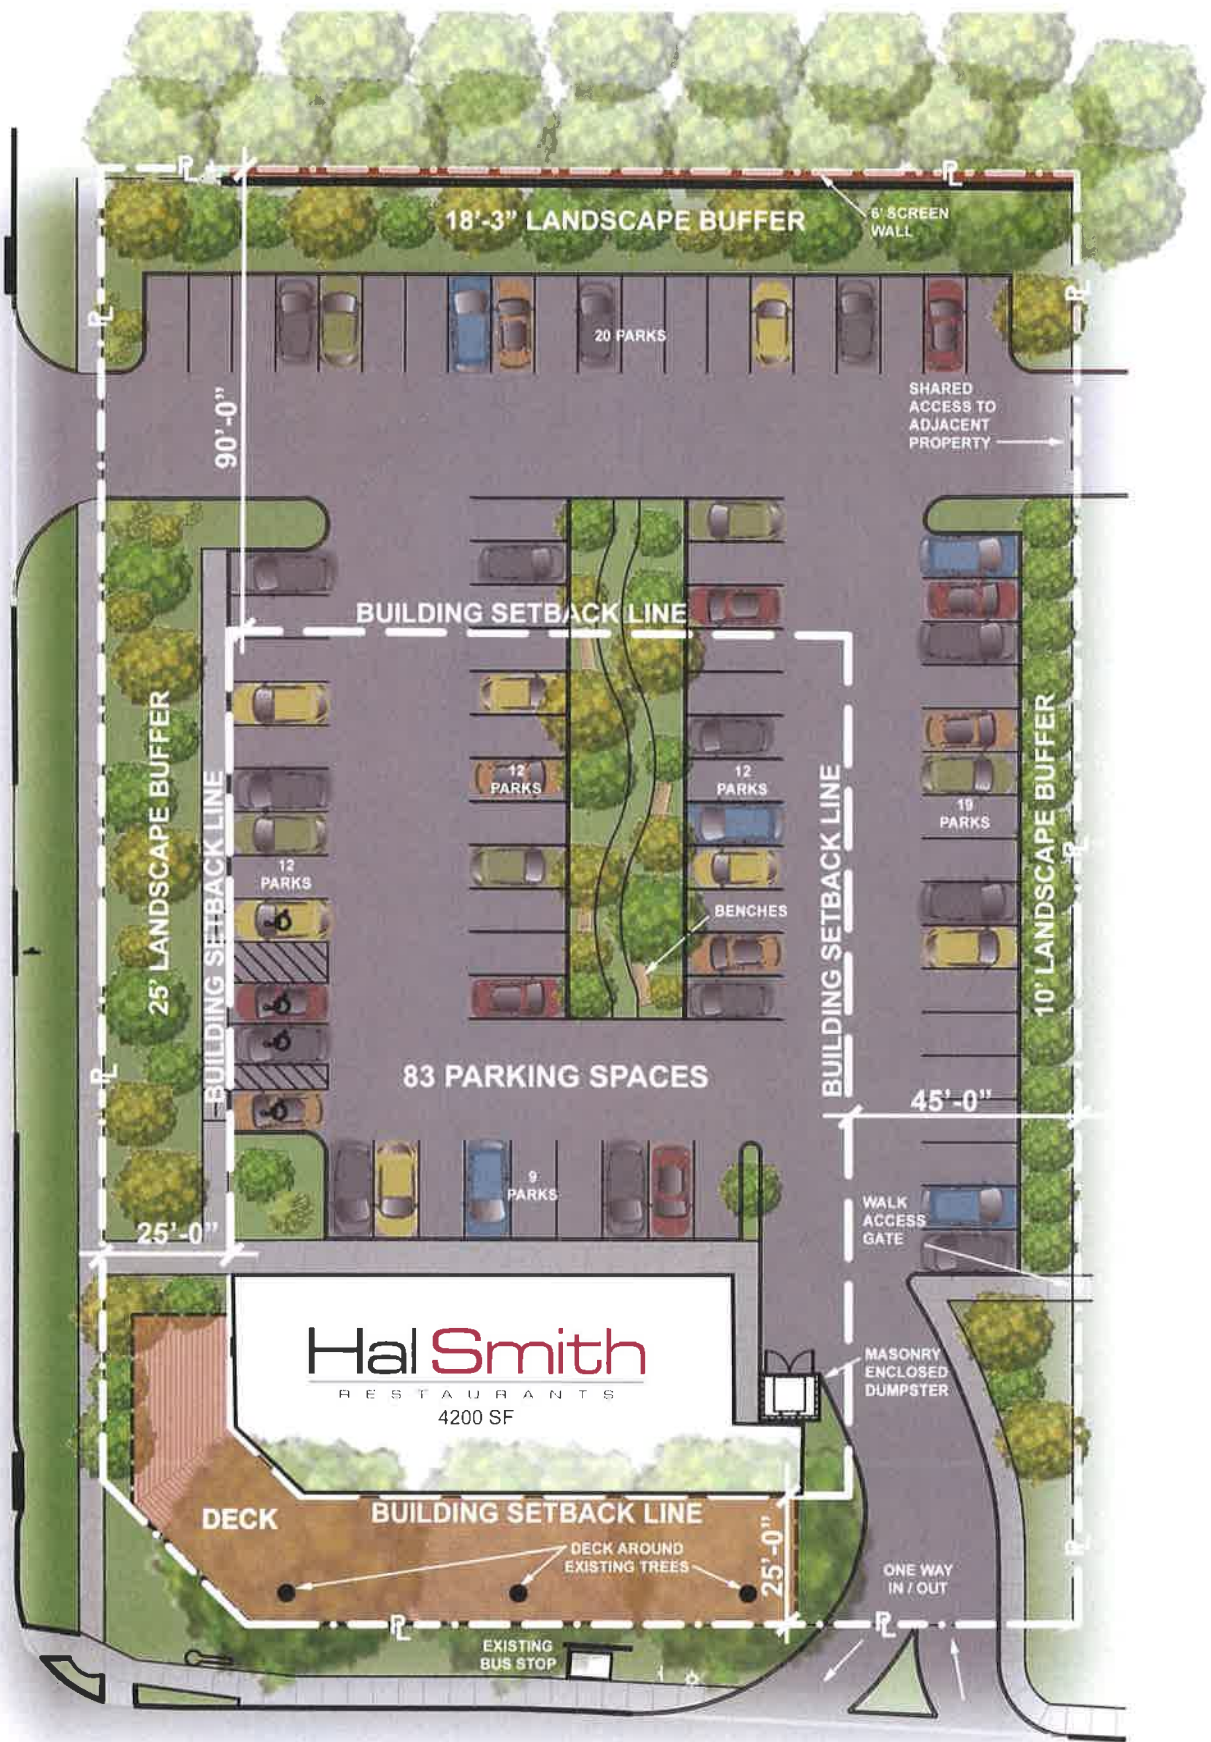 PL
PL
18'-3" LANDSCAPE BUFFER
6' SCREEN
WALL
PL
PL
20 PARKS
90'-0"
SHARED
ACCESS TO
ADJACENT
PROPERTY
BUILDING SETBACK LINE
25' LANDSCAPE BUFFER
BUILDING SETBACK LINE
12
PARKS
12
PARKS
12
PARKS
BUILDING SETBACK LINE
19
PARKS
10' LANDSCAPE BUFFER
PL
BENCHES
PL
83 PARKING SPACES
45'-0"
9
PARKS
WALK
ACCESS
GATE
25'-0"
Hal Smith
RESTAURANTS
4200 SF
MASONRY
ENCLOSED
DUMPSTER
DECK
BUILDING SETBACK LINE
DECK AROUND
EXISTING TREES
25'-0"
PL
ONE WAY
IN / OUT
PL
PL
EXISTING
BUS STOP